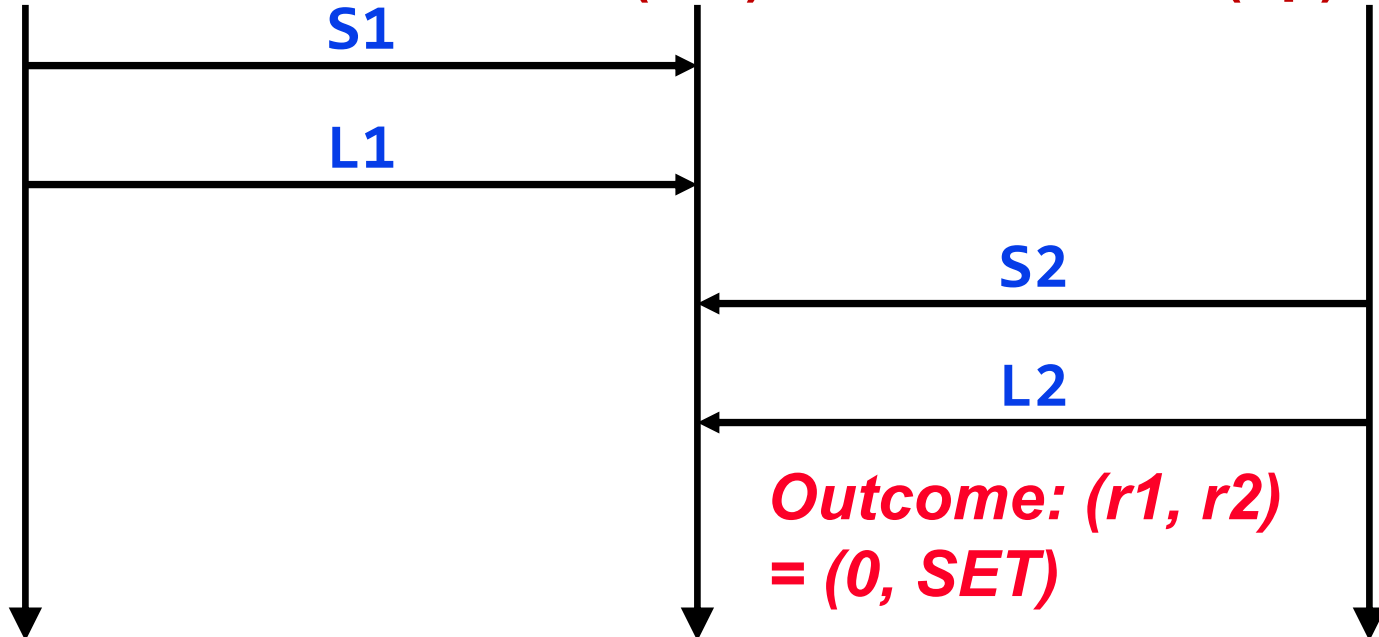 S1
L1
S2
L2
Outcome: (r1, r2)
= (0, SET)